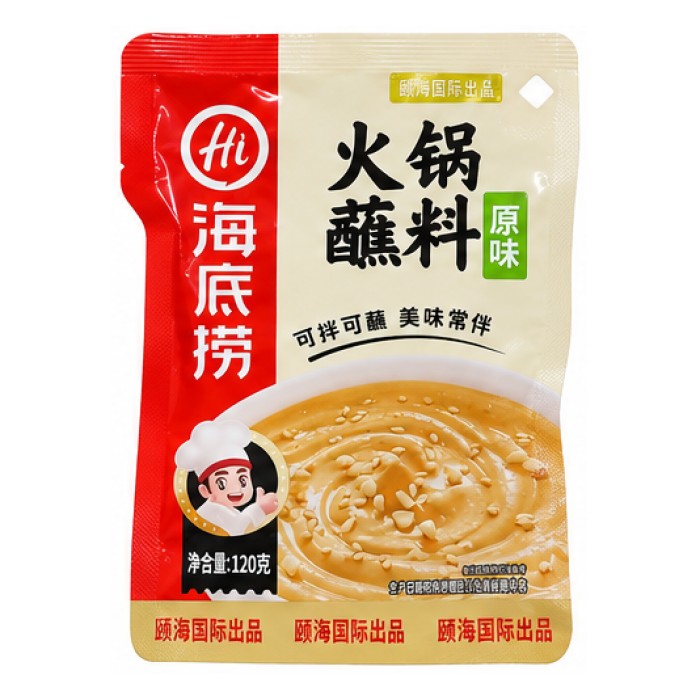 Hi
海底捞
颐海国际出品
火锅
蘸料
原味
可拌可蘸 美味常伴
净含量:120克
颐海国际出品 颐海国际出品 颐海国际出品